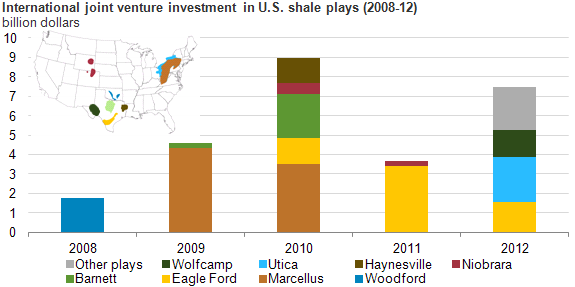 International joint venture investment in U.S. shale plays (2008-12)
billion dollars
10
9
8
7
6
5
4
3
2
1
0
2008 2009 2010 2011 2012
Other plays Wolfcamp Utica Haynesville Niobrara
Barnett Eagle Ford Marcellus Woodford